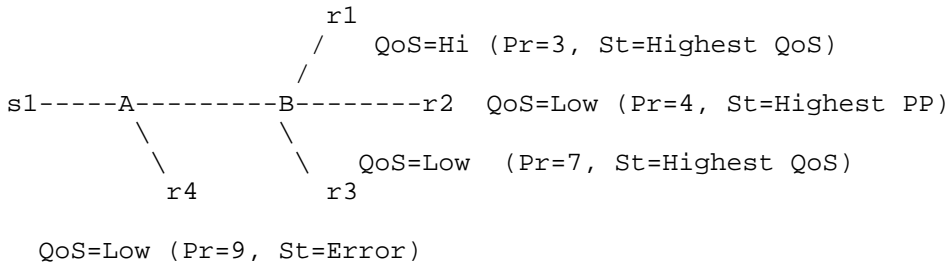 r1
QoS=Hi (Pr=3, St=Highest QoS)
s1-----A---------B--------r2 QoS=Low (Pr=4, St=Highest PP)
QoS=Low (Pr=7, St=Highest QoS)
r4 r3
QoS=Low (Pr=9, St=Error)